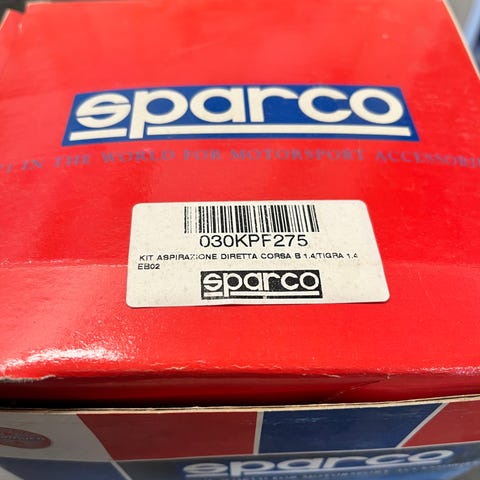 sparco
IN THE WORLD FOR MOTORSPORT ACCESSORIE
030KPF275
KIT ASPIRAZIONE DIRETTA CORSA B 1.4/TIGRA 1.4
EB02
sparco
sparco